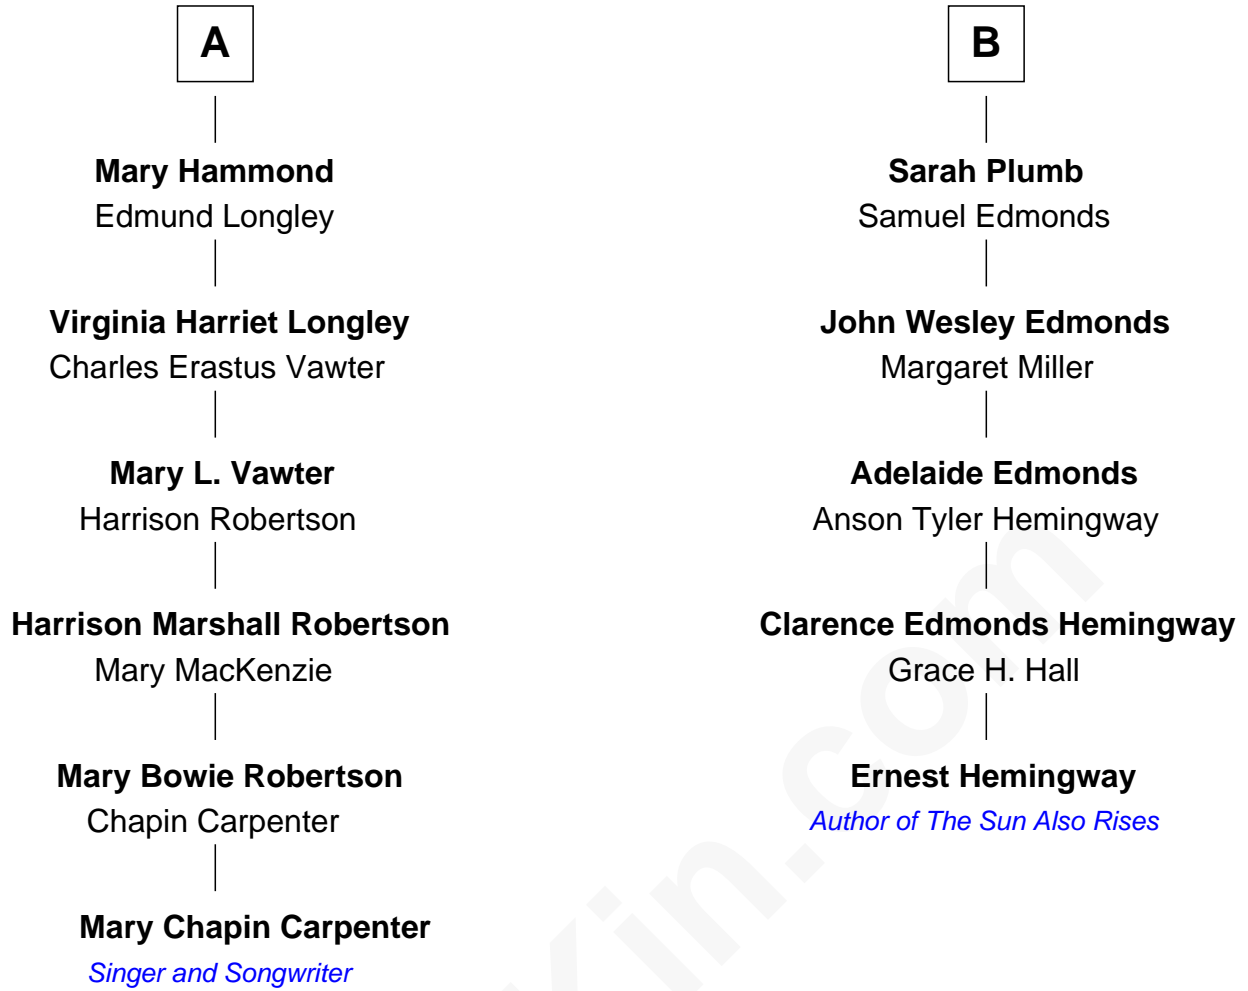 A
Mary Hammond
Edmund Longley
Virginia Harriet Longley
Charles Erastus Vawter
Mary L. Vawter
Harrison Robertson
Harrison Marshall Robertson
Mary MacKenzie
Mary Bowie Robertson
Chapin Carpenter
Mary Chapin Carpenter
Singer and Songwriter
B
Sarah Plumb
Samuel Edmonds
John Wesley Edmonds
Margaret Miller
Adelaide Edmonds
Anson Tyler Hemingway
Clarence Edmonds Hemingway
Grace H. Hall
Ernest Hemingway
Author of The Sun Also Rises